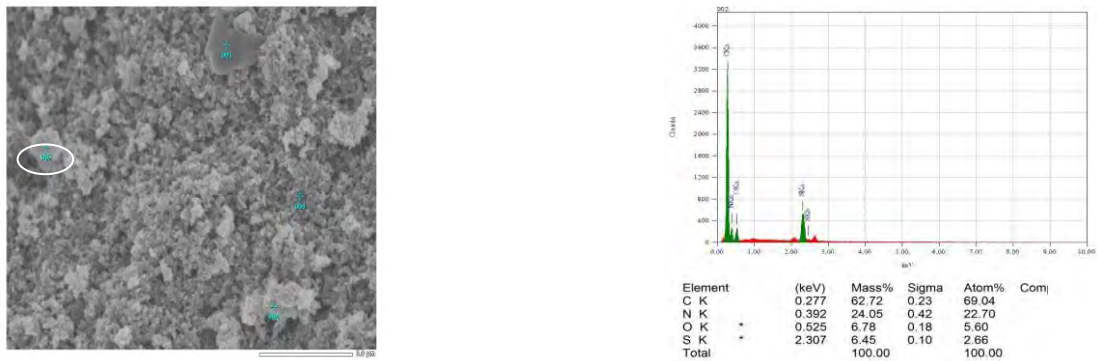 002
4000
3600
3200
2800
2400
2000
1600
1200
800
400
0
Counts
CKa
NKa
OKa
SKa
0.00 1.00 2.00 3.00 4.00 5.00 6.00 7.00 8.00 9.00 10.00
keV
Element (keV) Mass% Sigma Atom%
C K 0.277 62.72 0.23 69.04
N K 0.392 24.05 0.42 22.70
O K * 0.525 6.78 0.18 5.60
S K * 2.307 6.45 0.10 2.66
Total 100.00 100.00